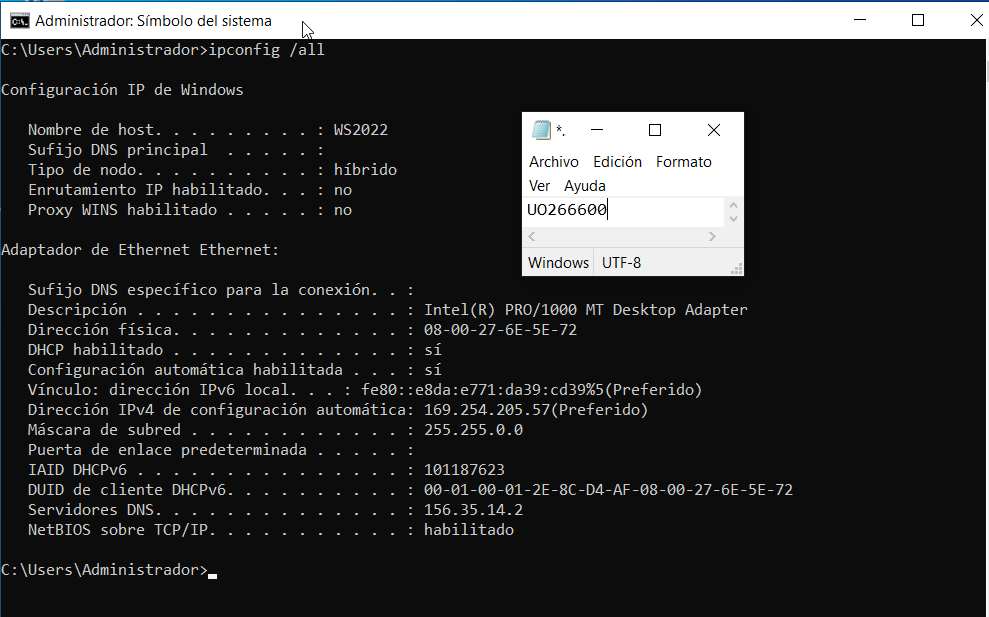 Administrador: Símbolo del sistema
C:\Users\Administrador>ipconfig /all
Configuración IP de Windows
Nombre de host. . . . . . . . . : WS2022
Sufijo DNS principal  . . . . . :
Tipo de nodo. . . . . . . . . . : híbrido
Enrutamiento IP habilitado. . . : no
Proxy WINS habilitado . . . . . : no
Adaptador de Ethernet Ethernet:
Sufijo DNS específico para la conexión. . :
Descripción . . . . . . . . . . . . . . . : Intel(R) PRO/1000 MT Desktop Adapter
Dirección física. . . . . . . . . . . . . : 08-00-27-6E-5E-72
DHCP habilitado . . . . . . . . . . . . . : sí
Configuración automática habilitada . . . : sí
Vínculo: dirección IPv6 local. . . : fe80::e8da:e771:da39:cd39%5(Preferido)
Dirección IPv4 de configuración automática: 169.254.205.57(Preferido)
Máscara de subred . . . . . . . . . . . . : 255.255.0.0
Puerta de enlace predeterminada . . . . . :
IAID DHCPv6 . . . . . . . . . . . . . . . : 101187623
DUID de cliente DHCPv6. . . . . . . . . . : 00-01-00-01-2E-8C-D4-AF-08-00-27-6E-5E-72
Servidores DNS. . . . . . . . . . . . . . : 156.35.14.2
NetBIOS sobre TCP/IP. . . . . . . . . . . : habilitado
C:\Users\Administrador>
*.
Archivo Edición Formato
Ver Ayuda
UO266600
Windows UTF-8